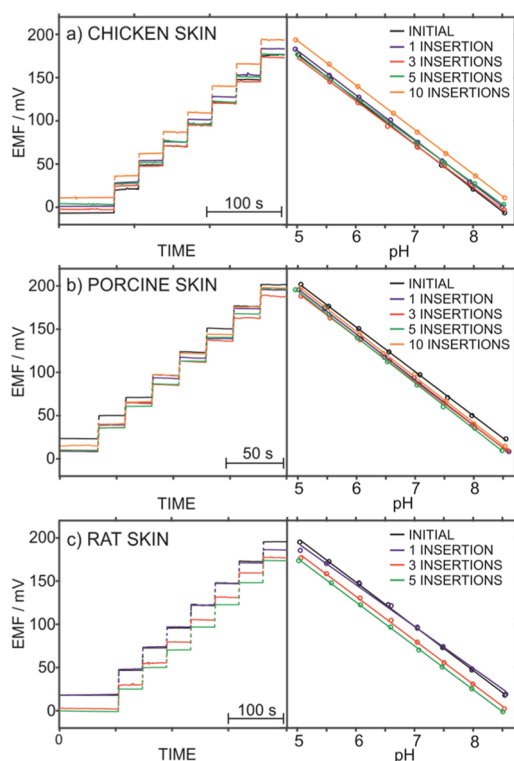 a) CHICKEN SKIN
INITIAL
1 INSERTION
3 INSERTIONS
5 INSERTIONS
10 INSERTIONS
200
150
100
50
0
EMF / mV
100 s
TIME
5 6 7 8
pH
b) PORCINE SKIN
INITIAL
1 INSERTION
3 INSERTIONS
5 INSERTIONS
10 INSERTIONS
200
150
100
50
0
EMF / mV
50 s
TIME
5 6 7 8
pH
c) RAT SKIN
INITIAL
1 INSERTION
3 INSERTIONS
5 INSERTIONS
200
150
100
50
0
EMF / mV
100 s
0
TIME
5 6 7 8
pH